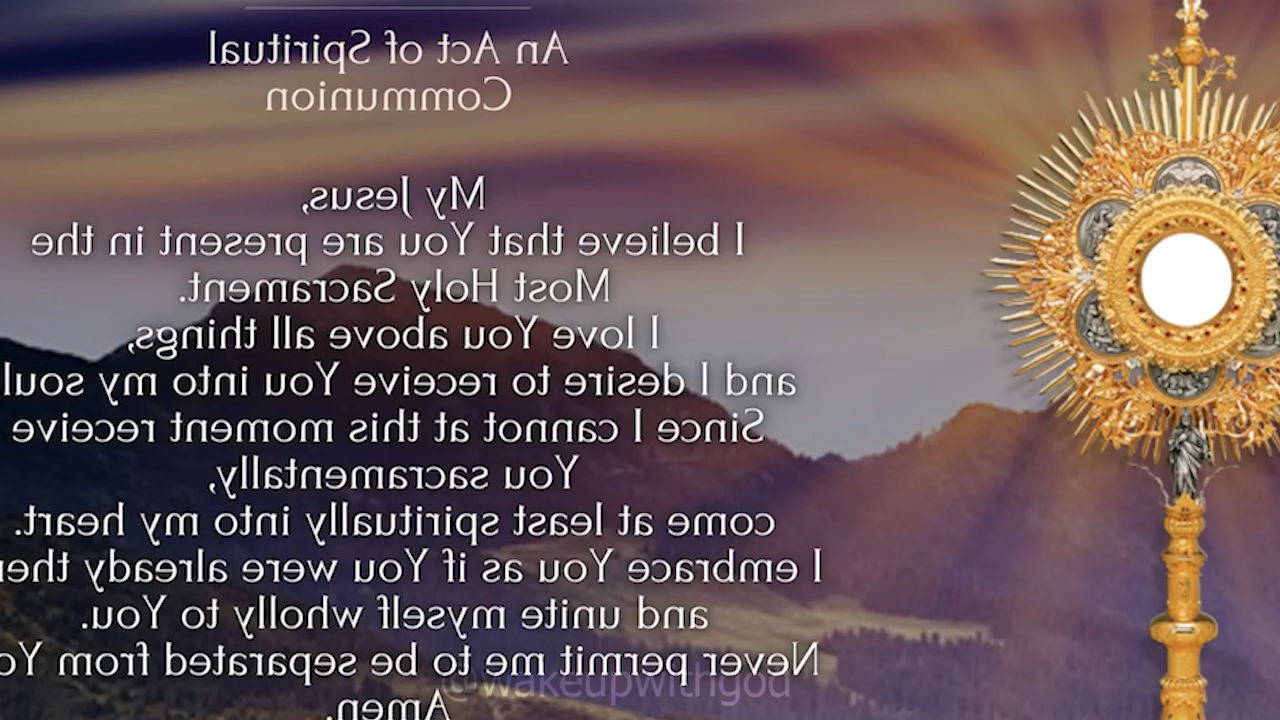 An Act of Spiritual
Communion
My Jesus,
I believe that You are present in the
Most Holy Sacrament.
I love You above all things,
and I desire to receive You into my soul
Since I cannot at this moment receive
You sacramentally,
come at least spiritually into my heart.
I embrace You as if You were already
and unite myself wholly to You.
Never permit me to be separated from
Amen.
@wakeupwithgod